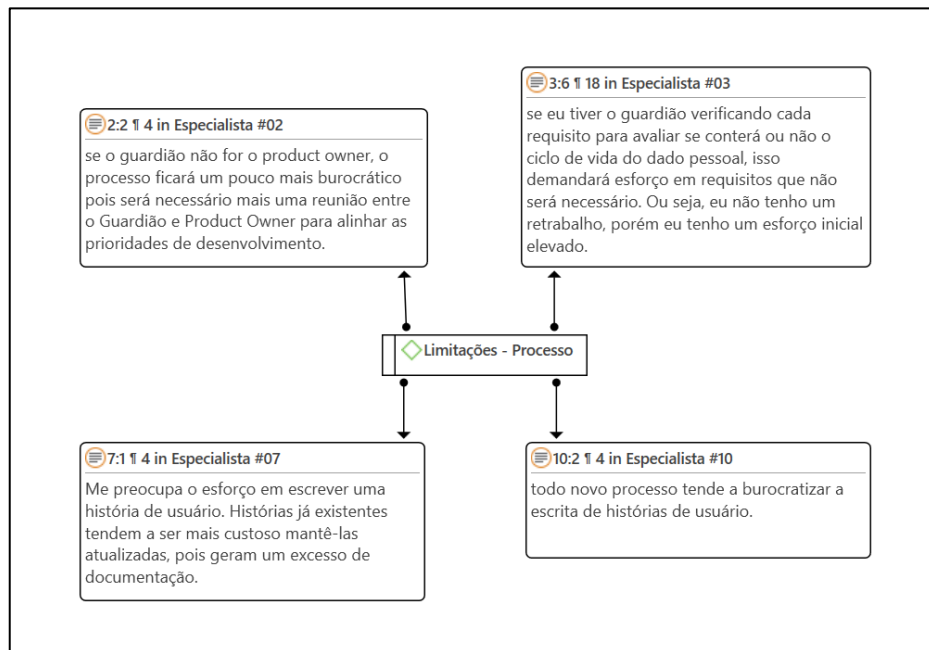 2:2 ¶ 4 in Especialista #02
se o guardião não for o product owner, o
processo ficará um pouco mais burocrático
pois será necessário mais uma reunião entre
o Guardião e Product Owner para alinhar as
prioridades de desenvolvimento.
3:6 ¶ 18 in Especialista #03
se eu tiver o guardião verificando cada
requisito para avaliar se conterá ou não o
ciclo de vida do dado pessoal, isso
demandará esforço em requisitos que não
será necessário. Ou seja, eu não tenho um
retrabalho, porém eu tenho um esforço inicial
elevado.
Limitações - Processo
7:1 ¶ 4 in Especialista #07
Me preocupa o esforço em escrever uma
história de usuário. Histórias já existentes
tendem a ser mais custoso mantê-las
atualizadas, pois geram um excesso de
documentação.
10:2 ¶ 4 in Especialista #10
todo novo processo tende a burocratizar a
escrita de histórias de usuário.